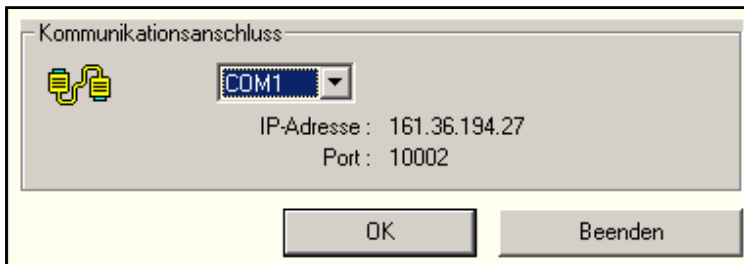 Kommunikationsanschluss
COM1
IP-Adresse : 161.36.194.27
Port : 10002
OK Beenden